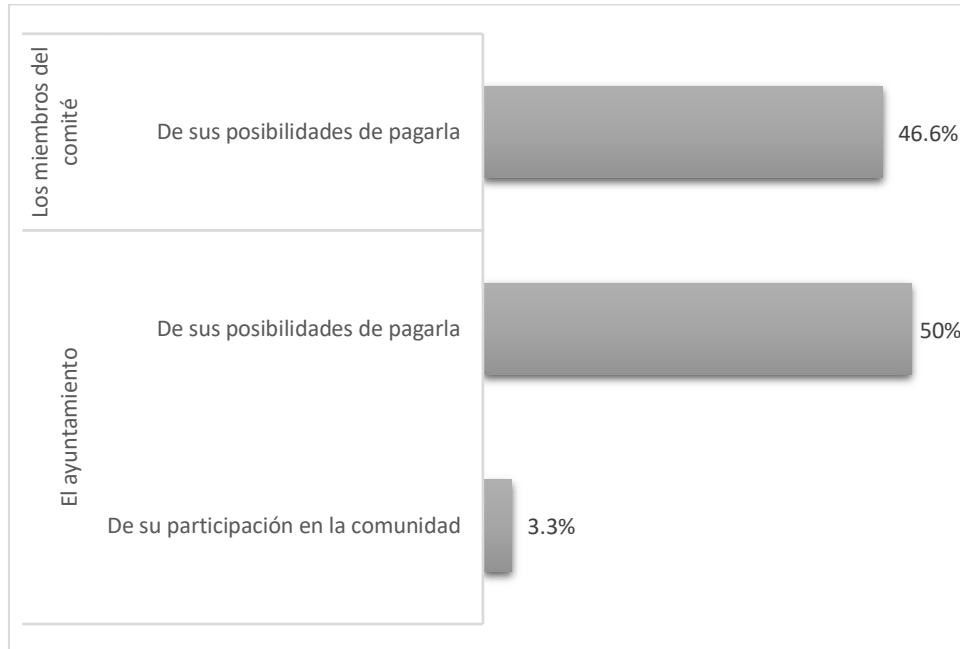 Los miembros del
comité
De sus posibilidades de pagarla
46.6%
El ayuntamiento
De sus posibilidades de pagarla
50%
De su participación en la comunidad
3.3%